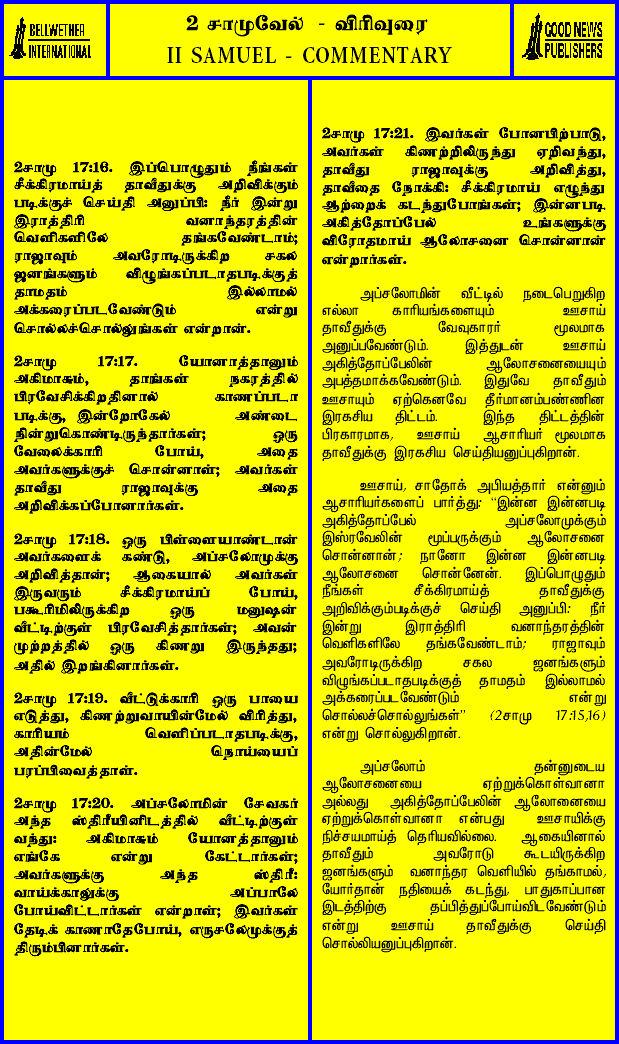 BELLWETHER
INTERNATIONAL
2 சாமுவேல் - விரிவுரை
II SAMUEL - COMMENTARY
GOOD NEWS
PUBLISHERS
2சாமு 17:16. இப்பொழுதும் நீங்கள்
சீக்கிரமாய்த் தாவீதுக்கு அறிவிக்கும்
படிக்குச் செய்தி அனுப்பி: நீர் இன்று
இராத்திரி வனாந்தரத்தின்
வெளிகளிலே தங்கவேண்டாம்;
ராஜாவும் அவரோடிருக்கிற சகல
ஜனங்களும் விழுங்கப்படாதபடிக்குத்
தாமதம் இல்லாமல்
அக்கரைப்படவேண்டும் என்று
சொல்லச்சொல்லுங்கள் என்றான்.
2சாமு 17:17. யோனாத்தானும்
அகிமாசும், தாங்கள் நகரத்தில்
பிரவேசிக்கிறதினால் காணப்படா
படிக்கு, இன்றோகேல் அண்டை
நின்றுகொண்டிருந்தார்கள்; ஒரு
வேலைக்காரி போய், அதை
அவர்களுக்குச் சொன்னாள்; அவர்கள்
தாவீது ராஜாவுக்கு அதை
அறிவிக்கப்போனார்கள்.
2சாமு 17:18. ஒரு பிள்ளையாண்டான்
அவர்களைக் கண்டு, அப்சலோமுக்கு
அறிவித்தான்; ஆகையால் அவர்கள்
இருவரும் சீக்கிரமாய்ப் போய்,
பகூரிமிலிருக்கிற ஒரு மனுஷன்
வீட்டிற்குள் பிரவேசித்தார்கள்; அவன்
முற்றத்தில் ஒரு கிணறு இருந்தது;
அதில் இறங்கினார்கள்.
2சாமு 17:19. வீட்டுக்காரி ஒரு பாயை
எடுத்து, கிணற்றுவாயின்மேல் விரித்து,
காரியம் வெளிப்படாதபடிக்கு,
அதின்மேல் நொய்யைப்
பரப்பிவைத்தாள்.
2சாமு 17:20. அப்சலோமின் சேவகர்
அந்த ஸ்திரீயினிடத்தில் வீட்டிற்குள்
வந்து: அகிமாசும் யோனத்தானும்
எங்கே என்று கேட்டார்கள்;
அவர்களுக்கு அந்த ஸ்திரீ:
வாய்க்காலுக்கு அப்பாலே
போய்விட்டார்கள் என்றாள்; இவர்கள்
தேடிக் காணாதேபோய், எருசலேமுக்குத்
திரும்பினார்கள்.
2சாமு 17:21. இவர்கள் போனபிற்பாடு,
அவர்கள் கிணற்றிலிருந்து ஏறிவந்து,
தாவீது ராஜாவுக்கு அறிவித்து,
தாவீதை நோக்கி: சீக்கிரமாய் எழுந்து
ஆற்றைக் கடந்துபோங்கள்; இன்னபடி
அகித்தோப்பேல் உங்களுக்கு
விரோதமாய் ஆலோசனை சொன்னான்
என்றார்கள்.
அப்சலோமின் வீட்டில் நடைபெறுகிற
எல்லா காரியங்களையும் ஊசாய்
தாவீதுக்கு வேவுகாரர் மூலமாக
அனுப்பவேண்டும். இத்துடன் ஊசாய்
அகித்தோப்பேலின் ஆலோசனையையும்
அபத்தமாக்கவேண்டும். இதுவே தாவீதும்
ஊசாயும் ஏற்கெனவே தீர்மானம்பண்ணின
இரகசிய திட்டம். இந்த திட்டத்தின்
பிரகாரமாக, ஊசாய் ஆசாரியர் மூலமாக
தாவீதுக்கு இரகசிய செய்தியனுப்புகிறான்.
ஊசாய், சாதோக் அபியத்தார் என்னும்
ஆசாரியர்களைப் பார்த்து: "இன்ன இன்னபடி
அகித்தோப்பேல் அப்சலோமுக்கும்
இஸ்ரவேலின் மூப்பருக்கும் ஆலோசனை
சொன்னான்; நானோ இன்ன இன்னபடி
ஆலோசனை சொன்னேன். இப்பொழுதும்
நீங்கள் சீக்கிரமாய்த் தாவீதுக்கு
அறிவிக்கும்படிக்குச் செய்தி அனுப்பி: நீர்
இன்று இராத்திரி வனாந்தரத்தின்
வெளிகளிலே தங்கவேண்டாம்; ராஜாவும்
அவரோடிருக்கிற சகல ஜனங்களும்
விழுங்கப்படாதபடிக்குத் தாமதம் இல்லாமல்
அக்கரைப்படவேண்டும் என்று
சொல்லச்சொல்லுங்கள்" (2சாமு 17:15,16)
என்று சொல்லுகிறான்.
அப்சலோம் தன்னுடைய
ஆலோசனையை ஏற்றுக்கொள்வானா
அல்லது அகித்தோப்பேலின் ஆலோனையை
ஏற்றுக்கொள்வானா என்பது ஊசாயிக்கு
நிச்சயமாய்த் தெரியவில்லை. ஆகையினால்
தாவீதும் அவரோடு கூடயிருக்கிற
ஜனங்களும் வனாந்தர வெளியில் தங்காமல்,
யோர்தான் நதியைக் கடந்து, பாதுகாப்பான
இடத்திற்கு தப்பித்துப்போய்விடவேண்டும்
என்று ஊசாய் தாவீதுக்கு செய்தி
சொல்லியனுப்புகிறான்.